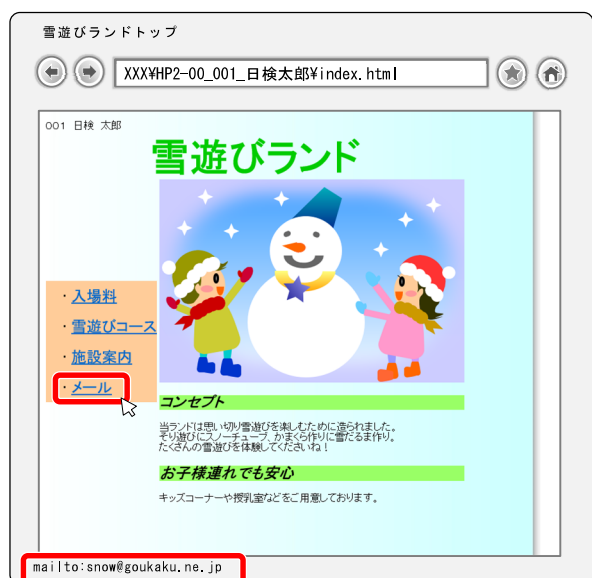 雪遊びランドトップ
XXX¥HP2-00_001_日検太郎¥index.html
001 日検 太郎
雪遊びランド
・入場料
・雪遊びコース
・施設案内
・メール
コンセプト
当ランドは思い切り雪遊びを楽しむために造られました。
そり遊びにスノーチューブ、かまくら作りに雪だるま作り。
たくさんの雪遊びを体験してくださいね！
お子様連れでも安心
キッズコーナーや授乳室などをご用意しております。
mailto:snow@goukaku.ne.jp